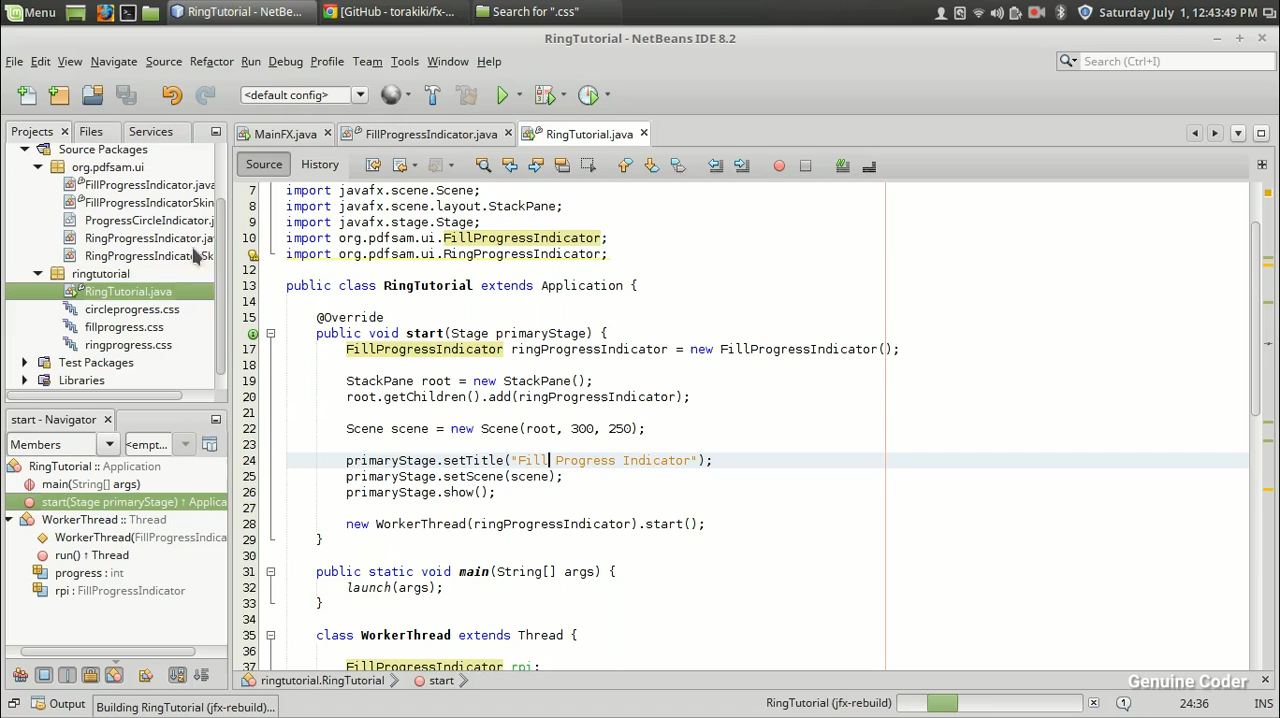 Menu
RingTutorial - NetBe...
[GitHub - torakiki/fx-...
Search for ".css"
Saturday July 1, 12:43:49
RingTutorial - NetBeans IDE 8.2
File Edit View Navigate Source Refactor Run Debug Profile Team Tools Window Help
Search (Ctrl+I)
<default config>
Projects
Files
Services
MainFX.java
FillProgressIndicator.java
RingTutorial.java
Source
History
Source Packages
org.pdfsam.ui
FillProgressIndicator.java
FillProgressIndicatorSkin
ProgressCircleIndicator.j
RingProgressIndicator.ja
RingProgressIndicatorSk
ringtutorial
RingTutorial.java
circleprogress.css
fillprogress.css
ringprogress.css
Test Packages
Libraries
start - Navigator
Members
<empt...
RingTutorial :: Application
main(String[] args)
start(Stage primaryStage) ↑ Applica
WorkerThread :: Thread
WorkerThread(FillProgressIndica
run() ↑ Thread
progress : int
rpi : FillProgressIndicator
7 import javafx.scene.Scene;
8 import javafx.scene.layout.StackPane;
9 import javafx.stage.Stage;
10 import org.pdfsam.ui.FillProgressIndicator;
import org.pdfsam.ui.RingProgressIndicator;
12
13 public class RingTutorial extends Application {
14
15 @Override
public void start(Stage primaryStage) {
17 FillProgressIndicator ringProgressIndicator = new FillProgressIndicator();
18
19 StackPane root = new StackPane();
20 root.getChildren().add(ringProgressIndicator);
21
22 Scene scene = new Scene(root, 300, 250);
23
24 primaryStage.setTitle("Fill Progress Indicator");
25 primaryStage.setScene(scene);
26 primaryStage.show();
27
28 new WorkerThread(ringProgressIndicator).start();
29 }
30
31 public static void main(String[] args) {
32 launch(args);
33 }
34
35 class WorkerThread extends Thread {
36
37 FillProgressIndicator rpi;
ringtutorial.RingTutorial
start
Genuine Coder
Output
Building RingTutorial (jfx-rebuild)...
RingTutorial (jfx-rebuild)
1
24:36
INS